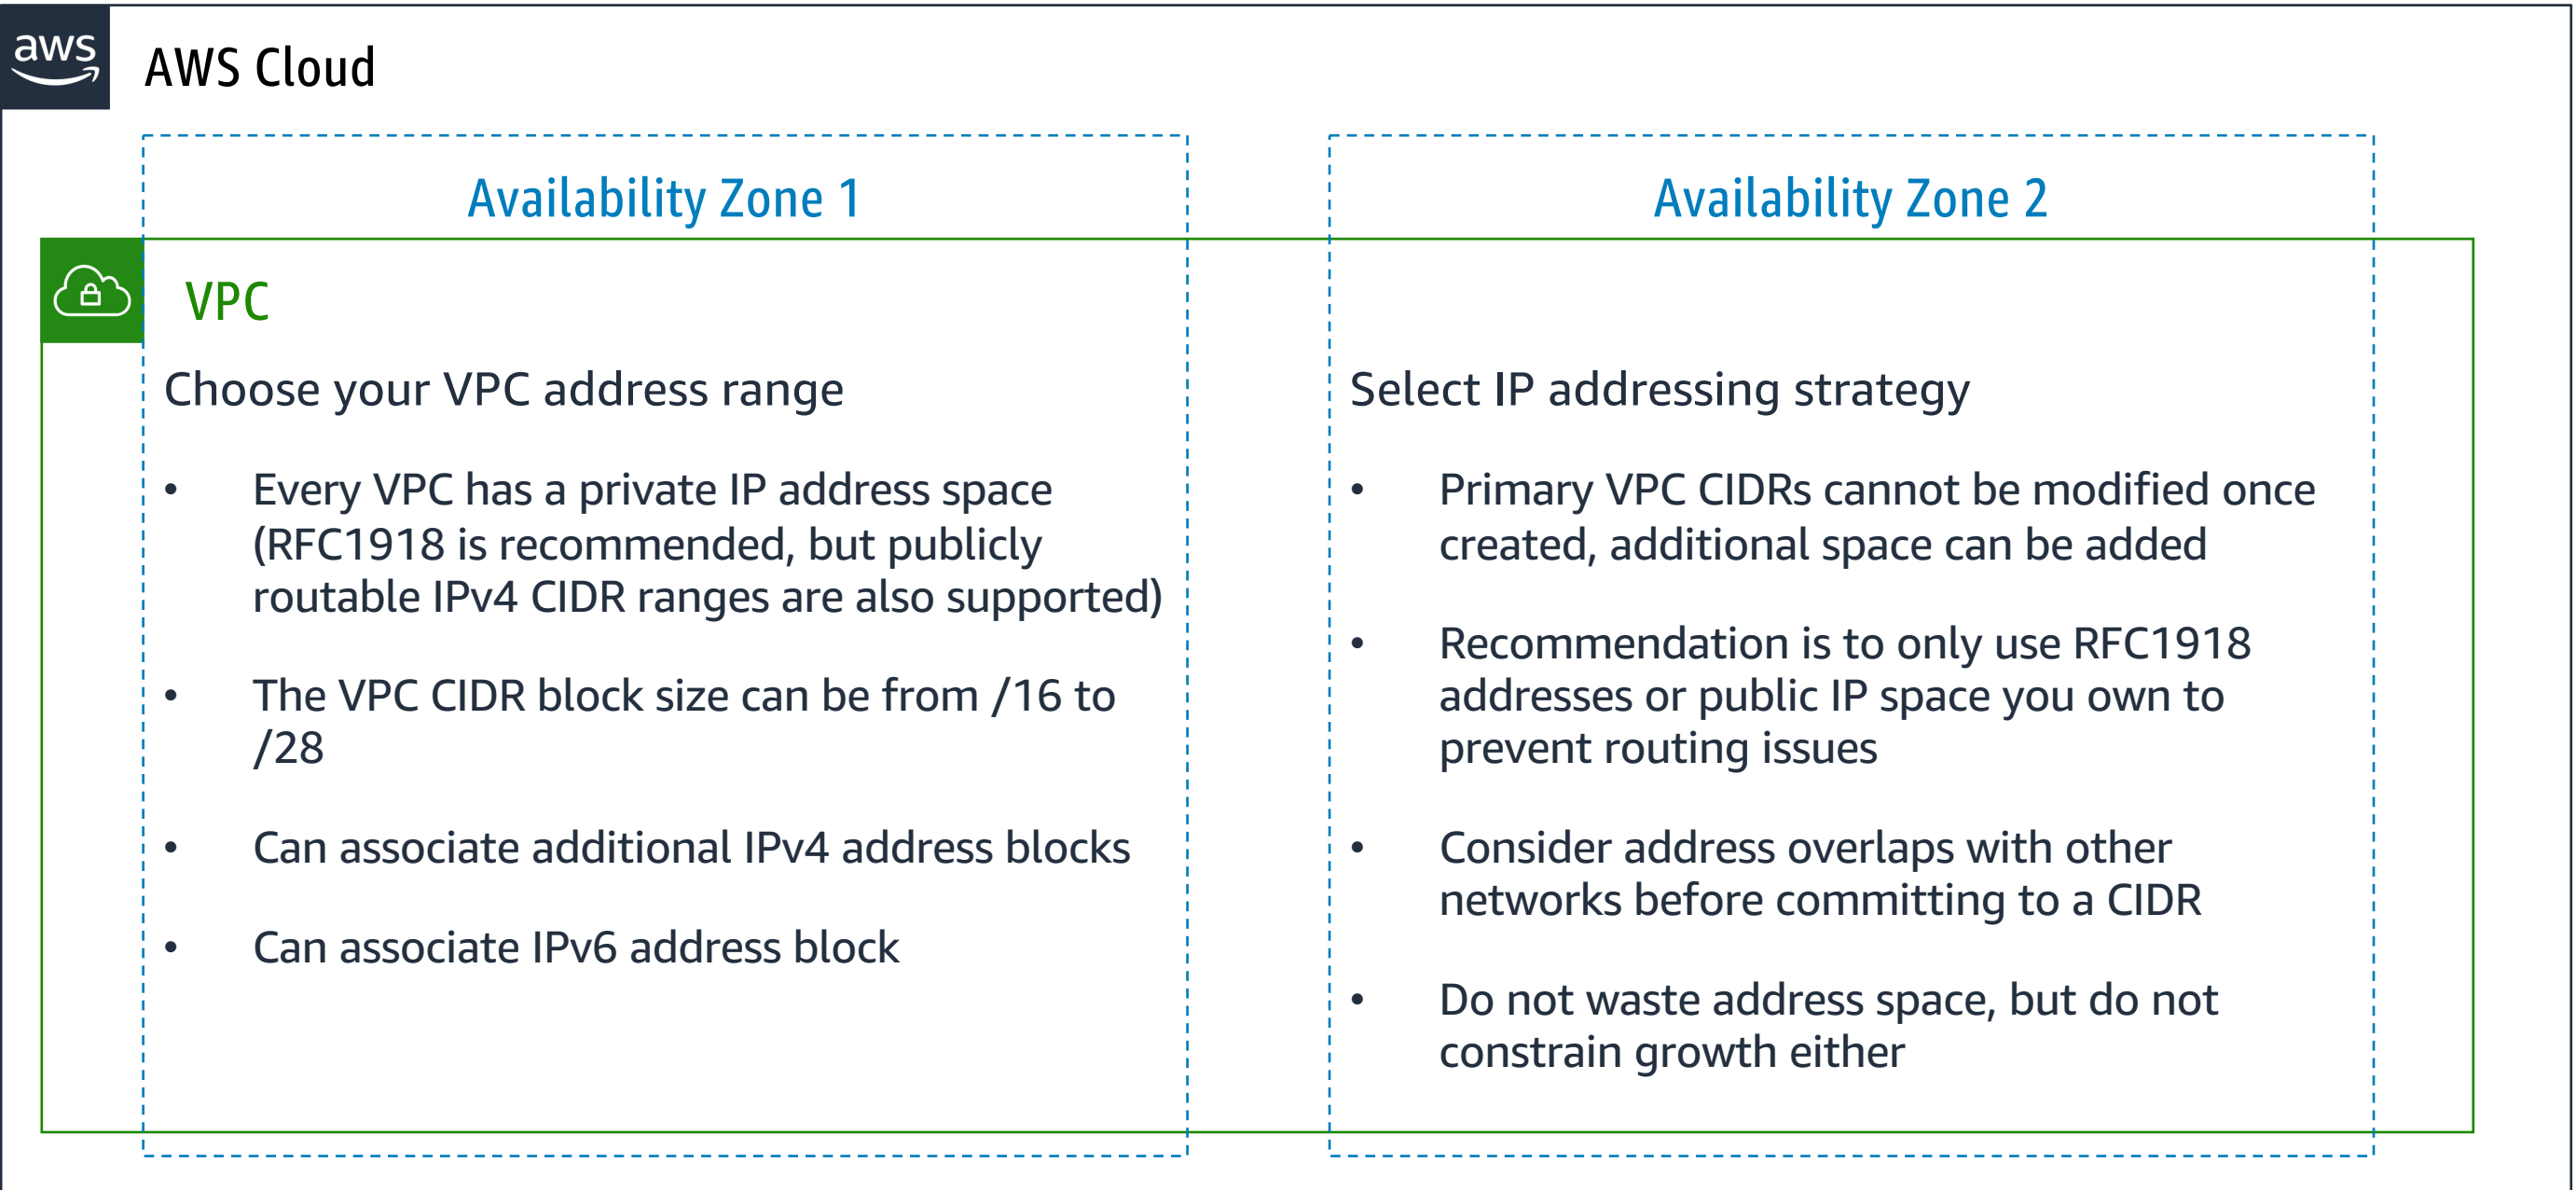 aws
AWS Cloud
Availability Zone 1
Availability Zone 2
VPC
Choose your VPC address range
• Every VPC has a private IP address space
(RFC1918 is recommended, but publicly
routable IPv4 CIDR ranges are also supported)
• The VPC CIDR block size can be from /16 to
/28
• Can associate additional IPv4 address blocks
• Can associate IPv6 address block
Select IP addressing strategy
• Primary VPC CIDRs cannot be modified once
created, additional space can be added
• Recommendation is to only use RFC1918
addresses or public IP space you own to
prevent routing issues
• Consider address overlaps with other
networks before committing to a CIDR
• Do not waste address space, but do not
constrain growth either